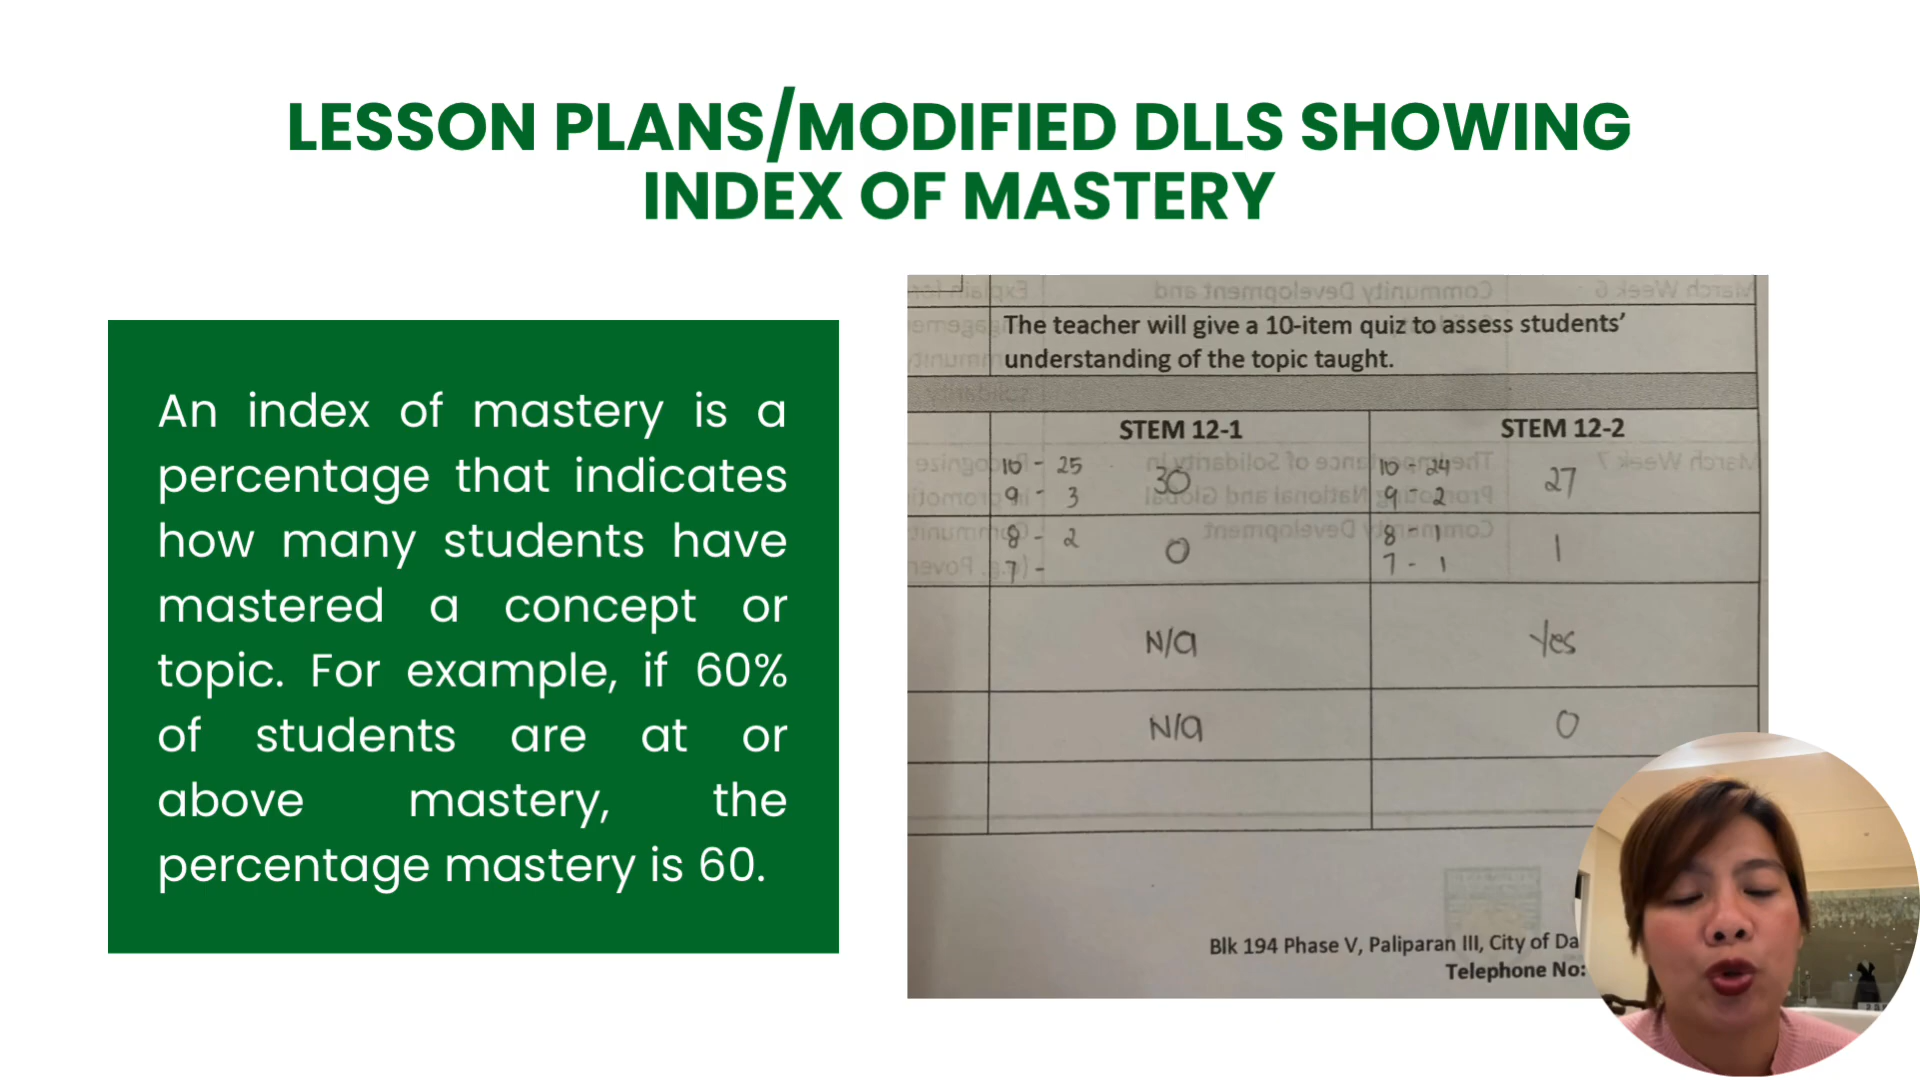 LESSON PLANS/MODIFIED DLLS SHOWING
INDEX OF MASTERY
An index of mastery is a
percentage that indicates
how many students have
mastered a concept or
topic. For example, if 60%
of students are at or
above mastery, the
percentage mastery is 60.
The teacher will give a 10-item quiz to assess students'
understanding of the topic taught.
STEM 12-1 STEM 12-2
10 - 25 30 10 - 24 27
9 - 3 9 - 2
8 - 2 0 8 - 1 1
7 - 7 - 1
N/a Yes
N/a 0
Blk 194 Phase V, Paliparan III, City of Da
Telephone No: